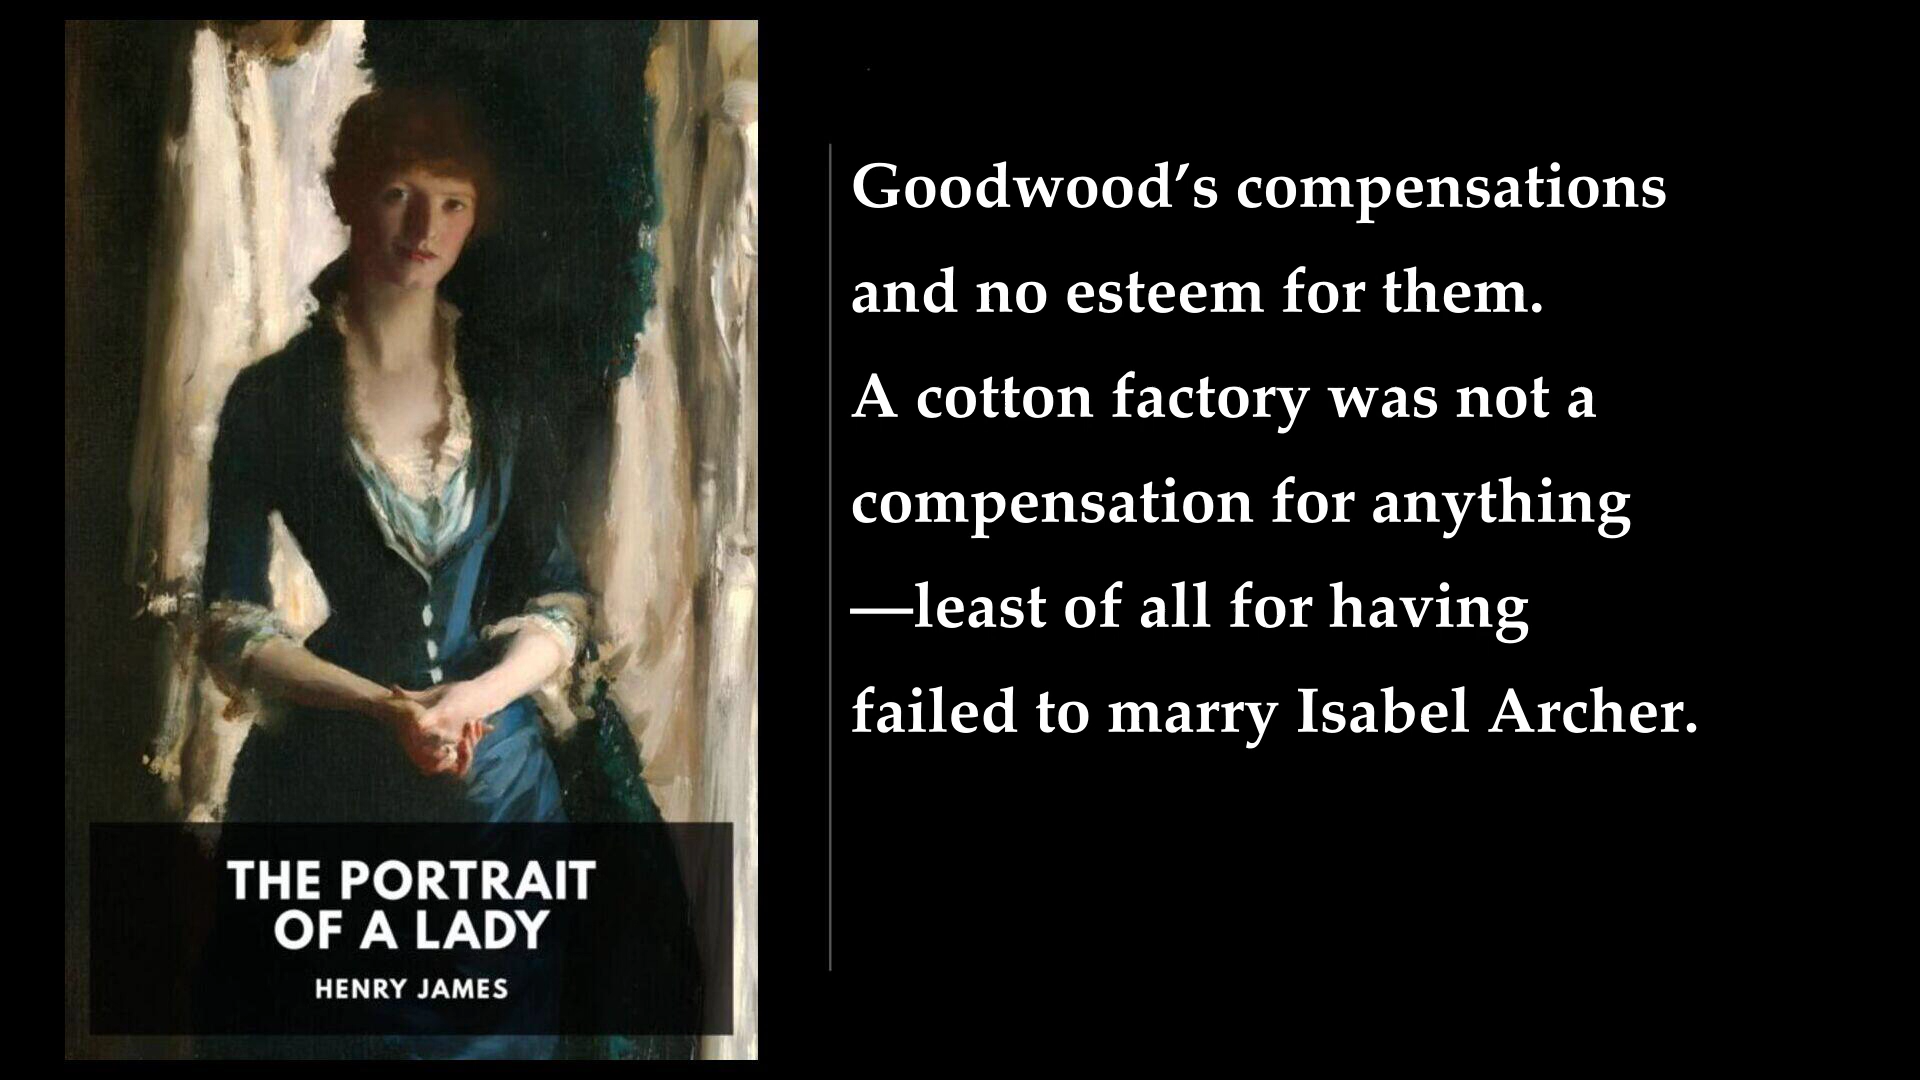 THE PORTRAIT
OF A LADY
HENRY JAMES
Goodwood’s compensations
and no esteem for them.
A cotton factory was not a
compensation for anything
—least of all for having
failed to marry Isabel Archer.